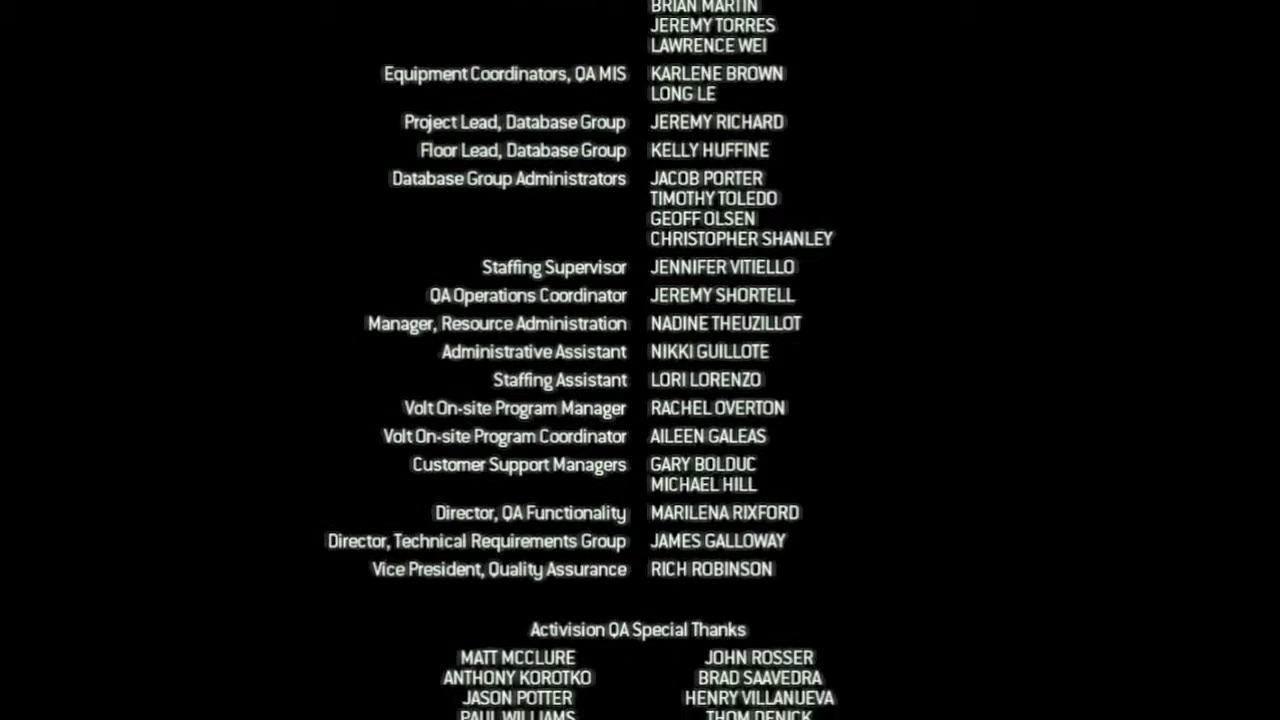 BRIAN MARTIN
JEREMY TORRES
LAWRENCE WEI
Equipment Coordinators, QA MIS KARLENE BROWN
LONG LE
Project Lead, Database Group JEREMY RICHARD
Floor Lead, Database Group KELLY HUFFINE
Database Group Administrators JACOB PORTER
TIMOTHY TOLEDO
GEOFF OLSEN
CHRISTOPHER SHANLEY
Staffing Supervisor JENNIFER VITIELLO
QA Operations Coordinator JEREMY SHORTELL
Manager, Resource Administration NADINE THEUZILLOT
Administrative Assistant NIKKI GUILLOTE
Staffing Assistant LORI LORENZO
Volt On-site Program Manager RACHEL OVERTON
Volt On-site Program Coordinator AILEEN GALEAS
Customer Support Managers GARY BOLDUC
MICHAEL HILL
Director, QA Functionality MARILENA RIXFORD
Director, Technical Requirements Group JAMES GALLOWAY
Vice President, Quality Assurance RICH ROBINSON
Activision QA Special Thanks
MATT MCCLURE JOHN ROSSER
ANTHONY KOROTKO BRAD SAAVEDRA
JASON POTTER HENRY VILLANUEVA
PAUL WILLIAMS THOM DENICK